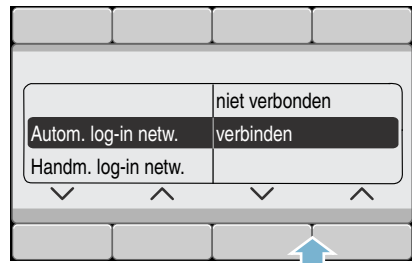 niet verbonden
Autom. log-in netw. verbinden
Handm. log-in netw.